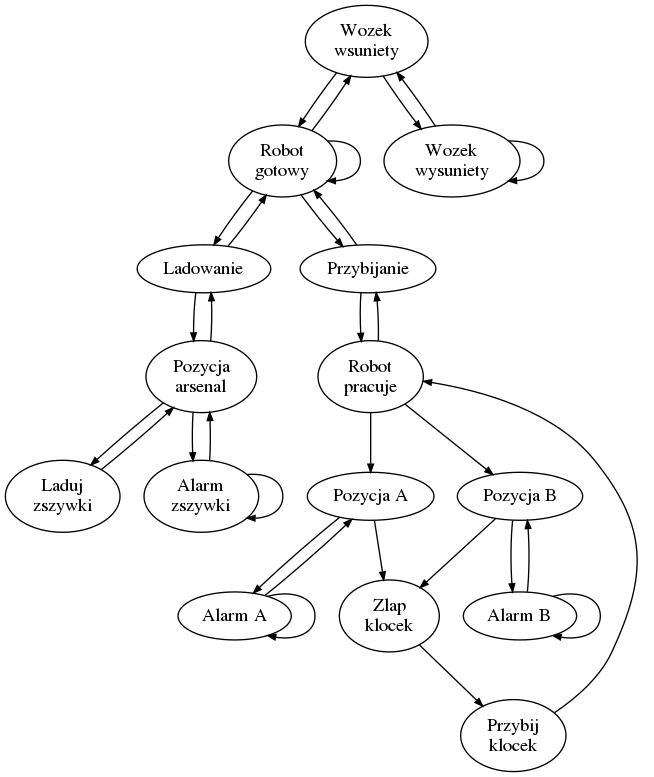 Wozek
wsuniety
Robot
gotowy
Wozek
wysuniety
Ladowanie
Przybijanie
Pozycja
arsenal
Robot
pracuje
Laduj
zszywki
Alarm
zszywki
Pozycja A
Pozycja B
Alarm A
Zlap
klocek
Alarm B
Przybij
klocek